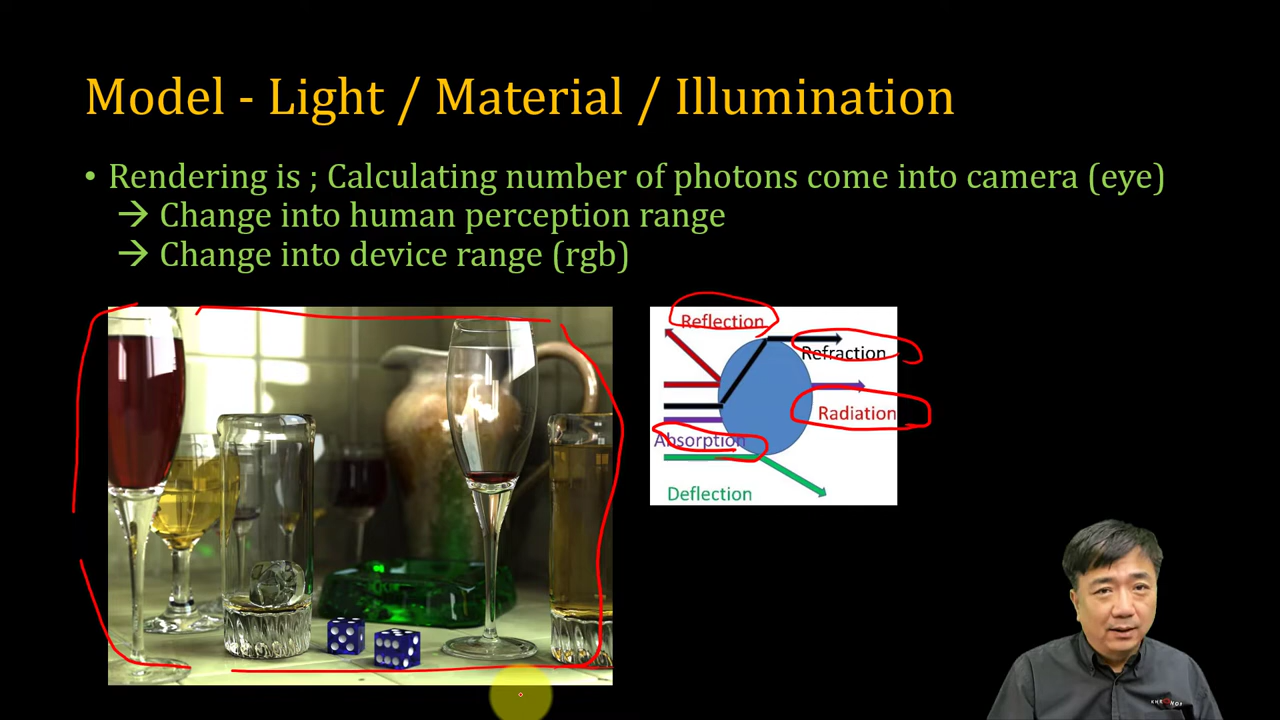 Model - Light / Material / Illumination
• Rendering is ; Calculating number of photons come into camera (eye)
→ Change into human perception range
→ Change into device range (rgb)
Reflection
Refraction
Radiation
Absorption
Deflection
KHRONOS